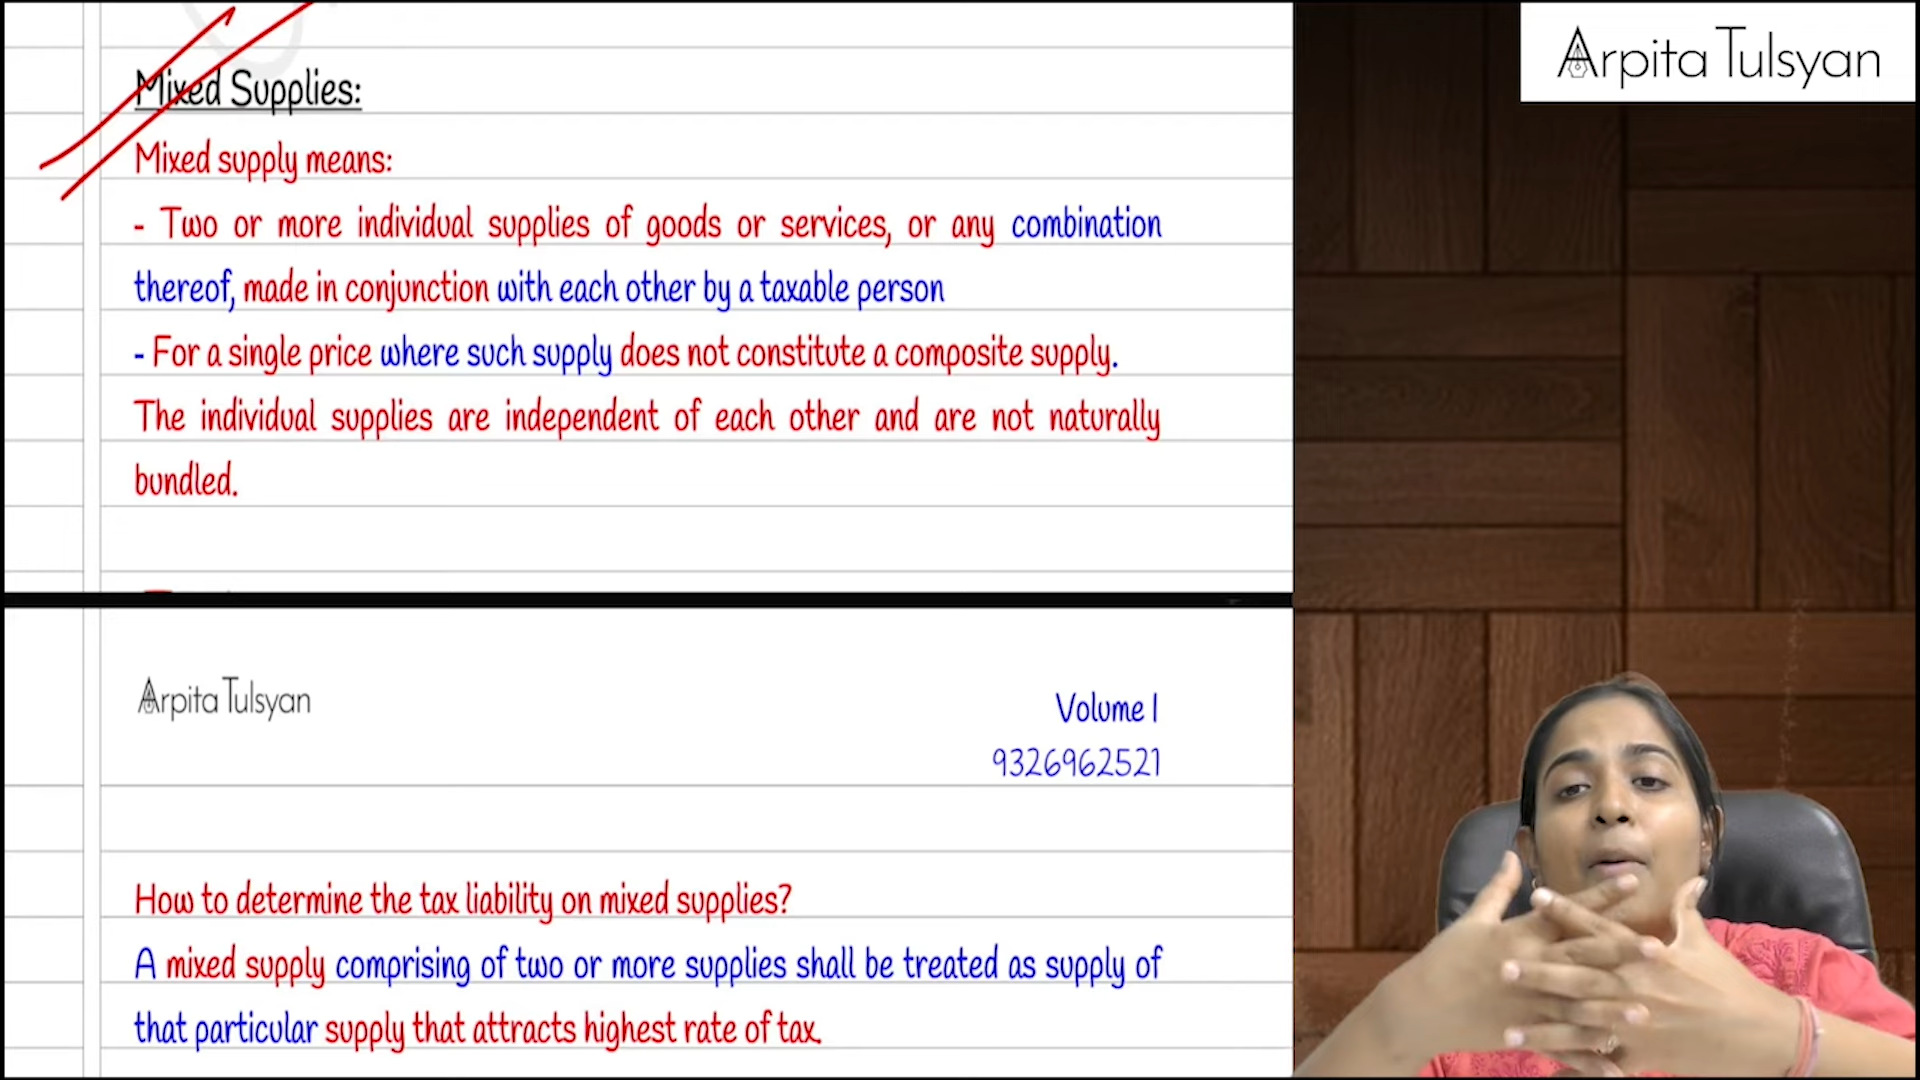 Arpita Tulsyan
Mixed Supplies:
Mixed supply means:
- Two or more individual supplies of goods or services, or any combination
thereof, made in conjunction with each other by a taxable person
- For a single price where such supply does not constitute a composite supply.
The individual supplies are independent of each other and are not naturally
bundled.
Arpita Tulsyan
Volume I
9326962521
How to determine the tax liability on mixed supplies?
A mixed supply comprising of two or more supplies shall be treated as supply of
that particular supply that attracts highest rate of tax.